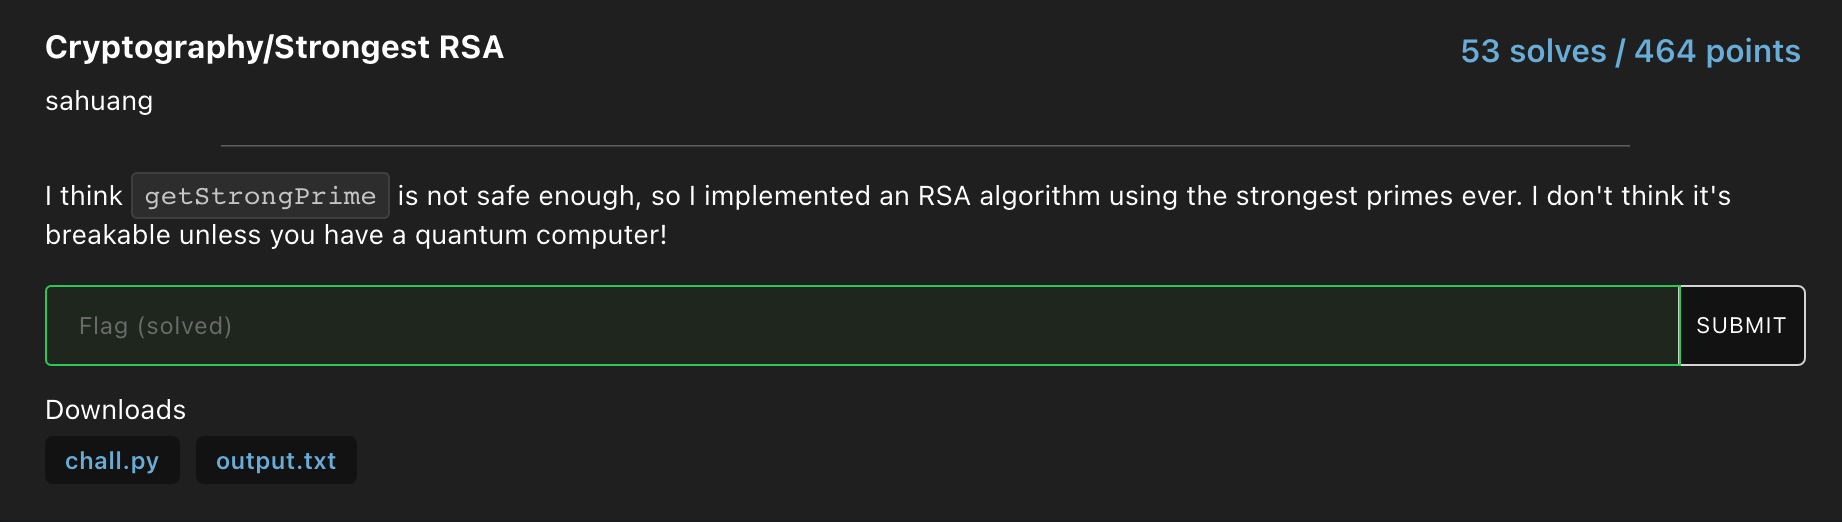 Cryptography/Strongest RSA
53 solves / 464 points
sahuang
I think getStrongPrime is not safe enough, so I implemented an RSA algorithm using the strongest primes ever. I don't think it's
breakable unless you have a quantum computer!
Flag (solved)
SUBMIT
Downloads
chall.py
output.txt